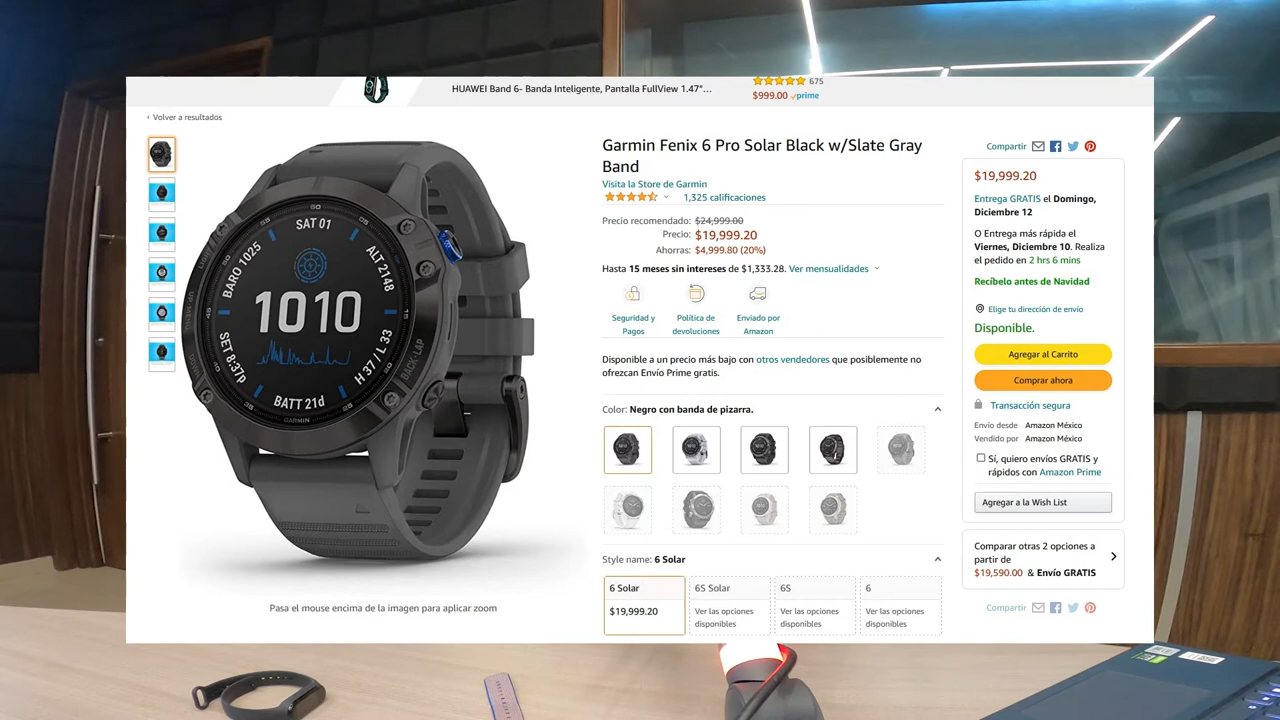 HUAWEI Band 6- Banda Inteligente, Pantalla FullView 1.47"...
675
$999.00 prime
‹ Volver a resultados
Garmin Fenix 6 Pro Solar Black w/Slate Gray
Band
Visita la Store de Garmin
1,325 calificaciones
Precio recomendado: $24,999.00
Precio: $19,999.20
Ahorras: $4,999.80 (20%)
Hasta 15 meses sin intereses de $1,333.28. Ver mensualidades
Seguridad y
Pagos
Política de
devoluciones
Enviado por
Amazon
Disponible a un precio más bajo con otros vendedores que posiblemente no
ofrezcan Envío Prime gratis.
Color: Negro con banda de pizarra.
Style name: 6 Solar
6 Solar
$19,999.20
6S Solar
Ver las opciones
disponibles
6S
Ver las opciones
disponibles
6
Ver las opciones
disponibles
SAT 01
BARO 1025
ALT 2148
10 10
SET 8:37p
H 37 / L 33
BATT 21d
GARMIN
BACK·LAP
60
55
50
45
35
25
Pasa el mouse encima de la imagen para aplicar zoom
Compartir
$19,999.20
Entrega GRATIS el Domingo,
Diciembre 12
O Entrega más rápida el
Viernes, Diciembre 10. Realiza
el pedido en 2 hrs 6 mins
Recíbelo antes de Navidad
Elige tu dirección de envío
Disponible.
Agregar al Carrito
Comprar ahora
Transacción segura
Envío desde Amazon México
Vendido por Amazon México
Sí, quiero envíos GRATIS y
rápidos con Amazon Prime
Agregar a la Wish List
Comparar otras 2 opciones a
partir de
$19,590.00 & Envío GRATIS
Compartir